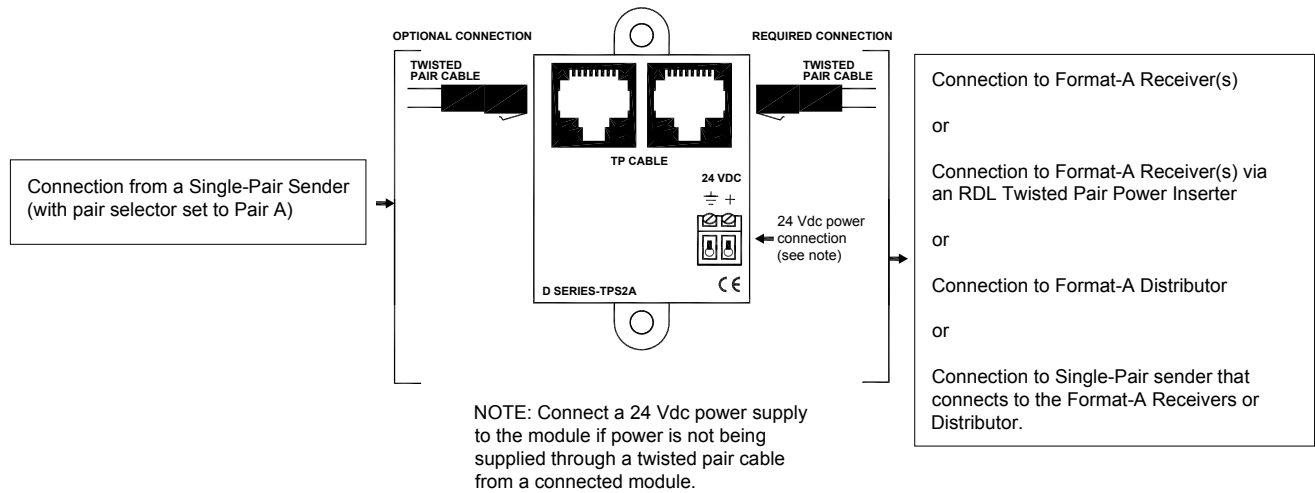 OPTIONAL CONNECTION
REQUIRED CONNECTION
TWISTED
PAIR CABLE
TWISTED
PAIR CABLE
TP CABLE
24 VDC
+
24 Vdc power
connection
(see note)
D SERIES-TPS2A
CE
Connection from a Single-Pair Sender
(with pair selector set to Pair A)
Connection to Format-A Receiver(s)
or
Connection to Format-A Receiver(s) via
an RDL Twisted Pair Power Inserter
or
Connection to Format-A Distributor
or
Connection to Single-Pair sender that
connects to the Format-A Receivers or
Distributor.
NOTE: Connect a 24 Vdc power supply
to the module if power is not being
supplied through a twisted pair cable
from a connected module.